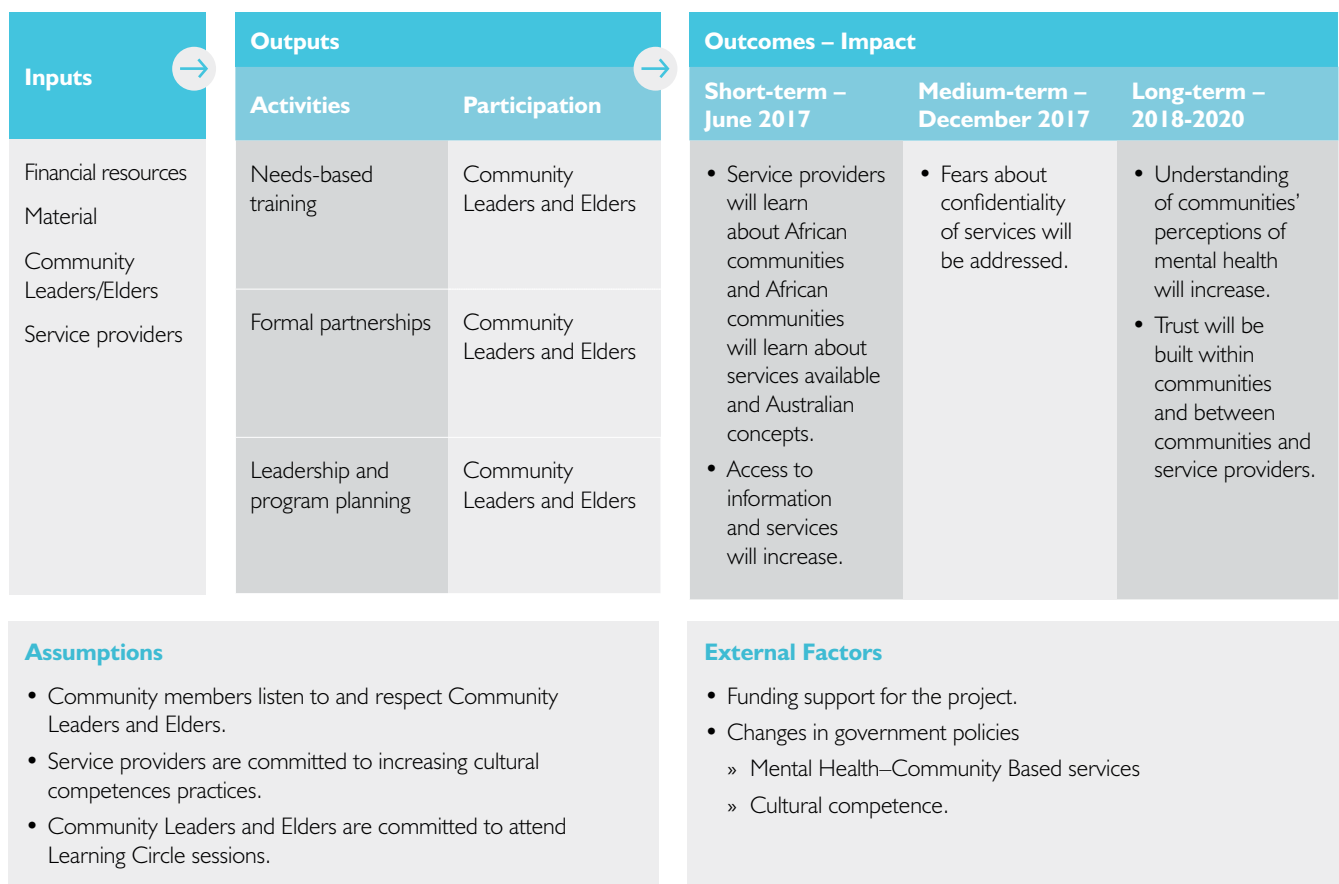 Inputs
Financial resources
Material
Community
Leaders/Elders
Service providers
Outputs
Activities
Participation
Needs-based
training
Community
Leaders and Elders
Formal partnerships
Community
Leaders and Elders
Leadership and
program planning
Community
Leaders and Elders
Outcomes – Impact
Short-term –
June 2017
Medium-term –
December 2017
Long-term –
2018-2020
• Service providers
will learn
about African
communities
and African
communities
will learn about
services available
and Australian
concepts.
• Access to
information
and services
will increase.
• Fears about
confidentiality
of services will
be addressed.
• Understanding
of communities’
perceptions of
mental health
will increase.
• Trust will be
built within
communities
and between
communities and
service providers.
Assumptions
• Community members listen to and respect Community
Leaders and Elders.
• Service providers are committed to increasing cultural
competences practices.
• Community Leaders and Elders are committed to attend
Learning Circle sessions.
External Factors
• Funding support for the project.
• Changes in government policies
» Mental Health–Community Based services
» Cultural competence.